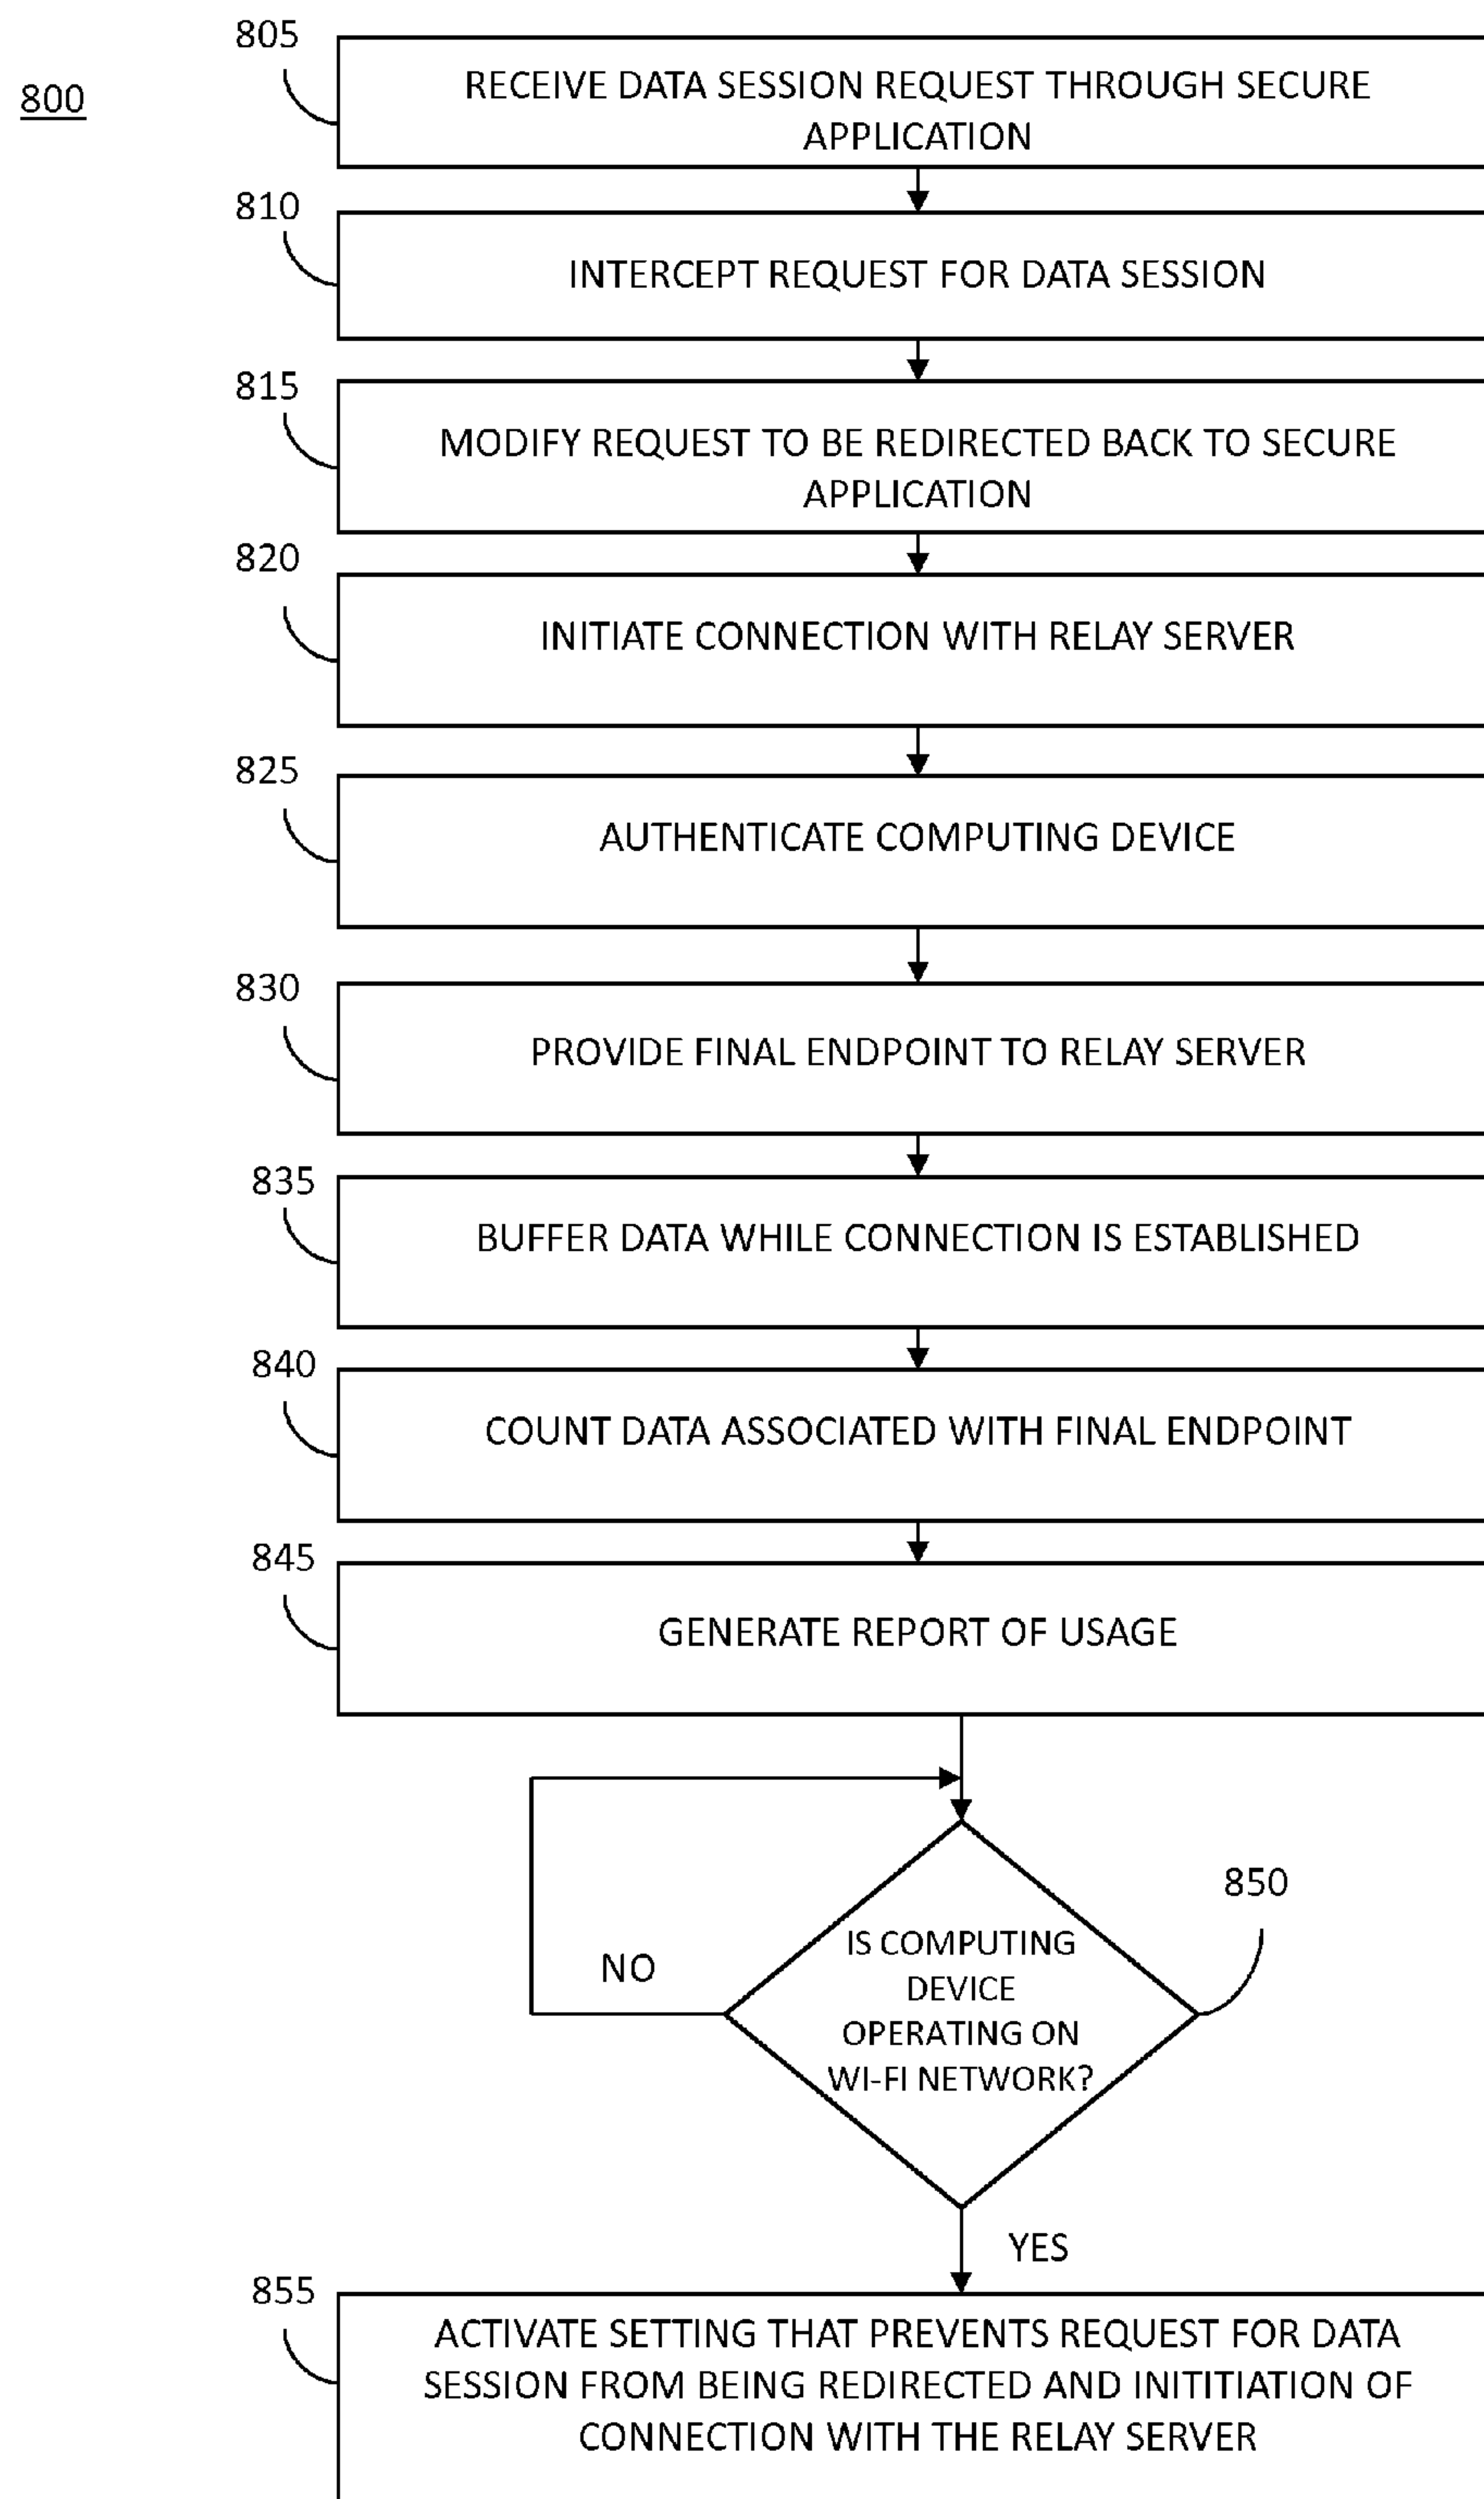 805
800
RECEIVE DATA SESSION REQUEST THROUGH SECURE
APPLICATION
810
INTERCEPT REQUEST FOR DATA SESSION
815
MODIFY REQUEST TO BE REDIRECTED BACK TO SECURE
APPLICATION
820
INITIATE CONNECTION WITH RELAY SERVER
825
AUTHENTICATE COMPUTING DEVICE
830
PROVIDE FINAL ENDPOINT TO RELAY SERVER
835
BUFFER DATA WHILE CONNECTION IS ESTABLISHED
840
COUNT DATA ASSOCIATED WITH FINAL ENDPOINT
845
GENERATE REPORT OF USAGE
850
IS COMPUTING
DEVICE
OPERATING ON
WI-FI NETWORK?
NO
YES
855
ACTIVATE SETTING THAT PREVENTS REQUEST FOR DATA
SESSION FROM BEING REDIRECTED AND INITITIATION OF
CONNECTION WITH THE RELAY SERVER